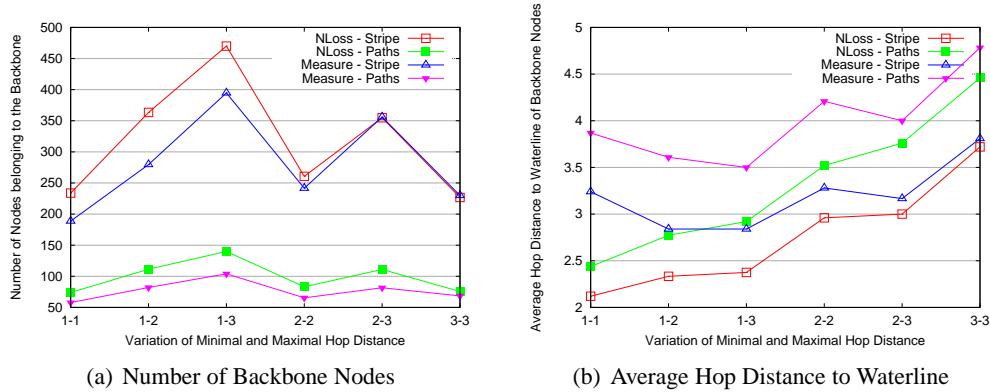 Number of Nodes belonging to the Backbone
500
450
400
350
300
250
200
150
100
50
1-1
1-2
1-3
2-2
2-3
3-3
Variation of Minimal and Maximal Hop Distance
NLoss - Stripe
NLoss - Paths
Measure - Stripe
Measure - Paths
(a) Number of Backbone Nodes
Average Hop Distance to Waterline of Backbone Nodes
5
4.5
4
3.5
3
2.5
2
1-1
1-2
1-3
2-2
2-3
3-3
Variation of Minimal and Maximal Hop Distance
NLoss - Stripe
NLoss - Paths
Measure - Stripe
Measure - Paths
(b) Average Hop Distance to Waterline